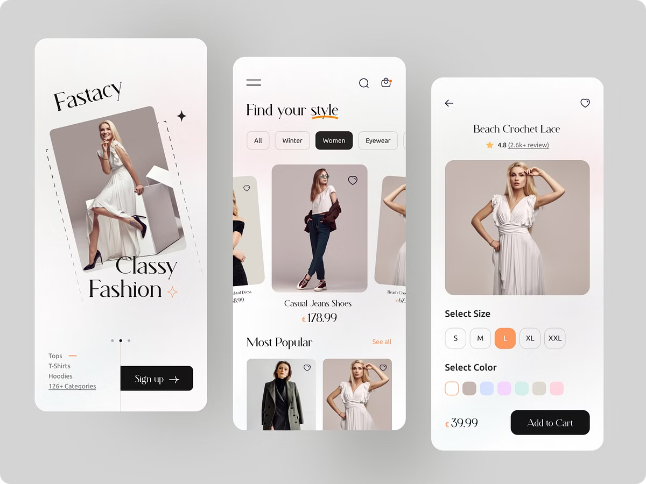 Fastacy
Classy
Fashion
Tops
T-Shirts
Hoodies
126+ Categories
Sign up
Find your style
All
Winter
Women
Eyewear
Casual Jeans Shoes
€178.99
Most Popular
See all
Beach Crochet Lace
4.8 (2.6k+ review)
Select Size
S M L XL XXL
Select Color
€39.99
Add to Cart